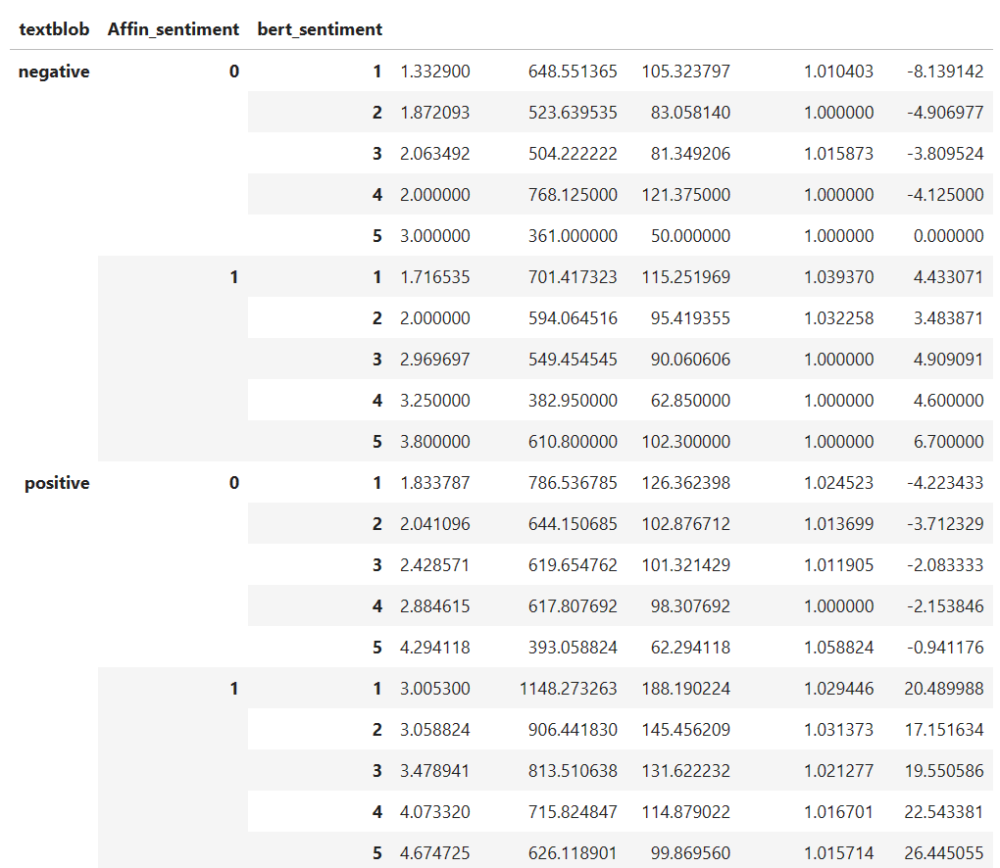 textblob Affin_sentiment bert_sentiment
negative 0 1 1.332900 648.551365 105.323797 1.010403 -8.139142
2 1.872093 523.639535 83.058140 1.000000 -4.906977
3 2.063492 504.222222 81.349206 1.015873 -3.809524
4 2.000000 768.125000 121.375000 1.000000 -4.125000
5 3.000000 361.000000 50.000000 1.000000 0.000000
1 1 1.716535 701.417323 115.251969 1.039370 4.433071
2 2.000000 594.064516 95.419355 1.032258 3.483871
3 2.969697 549.454545 90.060606 1.000000 4.909091
4 3.250000 382.950000 62.850000 1.000000 4.600000
5 3.800000 610.800000 102.300000 1.000000 6.700000
positive 0 1 1.833787 786.536785 126.362398 1.024523 -4.223433
2 2.041096 644.150685 102.876712 1.013699 -3.712329
3 2.428571 619.654762 101.321429 1.011905 -2.083333
4 2.884615 617.807692 98.307692 1.000000 -2.153846
5 4.294118 393.058824 62.294118 1.058824 -0.941176
1 1 3.005300 1148.273263 188.190224 1.029446 20.489988
2 3.058824 906.441830 145.456209 1.031373 17.151634
3 3.478941 813.510638 131.622232 1.021277 19.550586
4 4.073320 715.824847 114.879022 1.016701 22.543381
5 4.674725 626.118901 99.869560 1.015714 26.445055